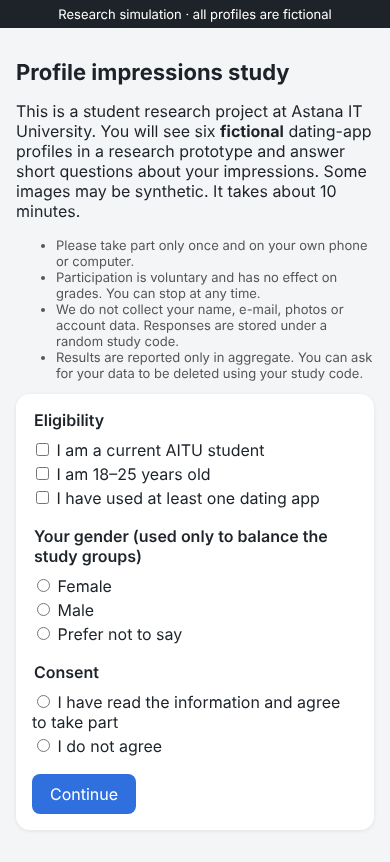 Research simulation · all profiles are fictional
Profile impressions study
This is a student research project at Astana IT
University. You will see six fictional dating-app
profiles in a research prototype and answer
short questions about your impressions. Some
images may be synthetic. It takes about 10
minutes.
• Please take part only once and on your own phone
or computer.
• Participation is voluntary and has no effect on
grades. You can stop at any time.
• We do not collect your name, e-mail, photos or
account data. Responses are stored under a
random study code.
• Results are reported only in aggregate. You can ask
for your data to be deleted using your study code.
Eligibility
I am a current AITU student
I am 18–25 years old
I have used at least one dating app
Your gender (used only to balance the
study groups)
Female
Male
Prefer not to say
Consent
I have read the information and agree
to take part
I do not agree
Continue